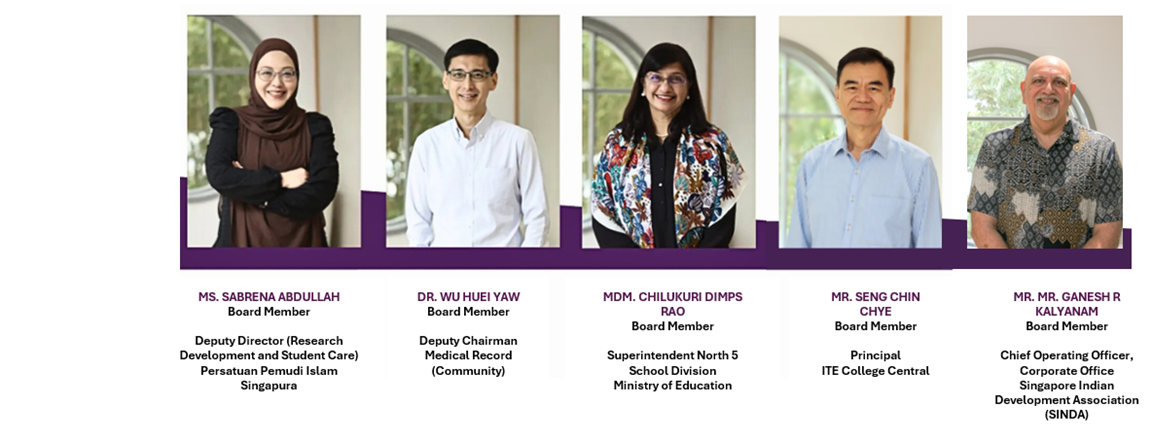 MS. SABRENA ABDULLAH
Board Member
Deputy Director (Research
Development and Student Care)
Persatuan Pemudi Islam
Singapura
DR. WU HUEI YAW
Board Member
Deputy Chairman
Medical Record
(Community)
MDM. CHILUKURI DIMPS
RAO
Board Member
Superintendent North 5
School Division
Ministry of Education
MR. SENG CHIN
CHYE
Board Member
Principal
ITE College Central
MR. MR. GANESH R
KALYANAM
Board Member
Chief Operating Officer,
Corporate Office
Singapore Indian
Development Association
(SINDA)